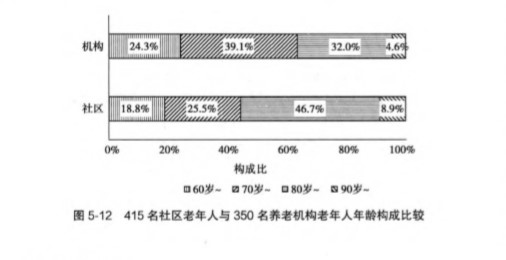 机构 24.3% 39.1% 32.0% 4.6%
社区 18.8% 25.5% 46.7% 8.9%
0% 20% 40% 60% 80% 100%
构成比
60岁~ 70岁~ 80岁~ 90岁~
图 5-12 415 名社区老年人与 350 名养老机构老年人年龄构成比较